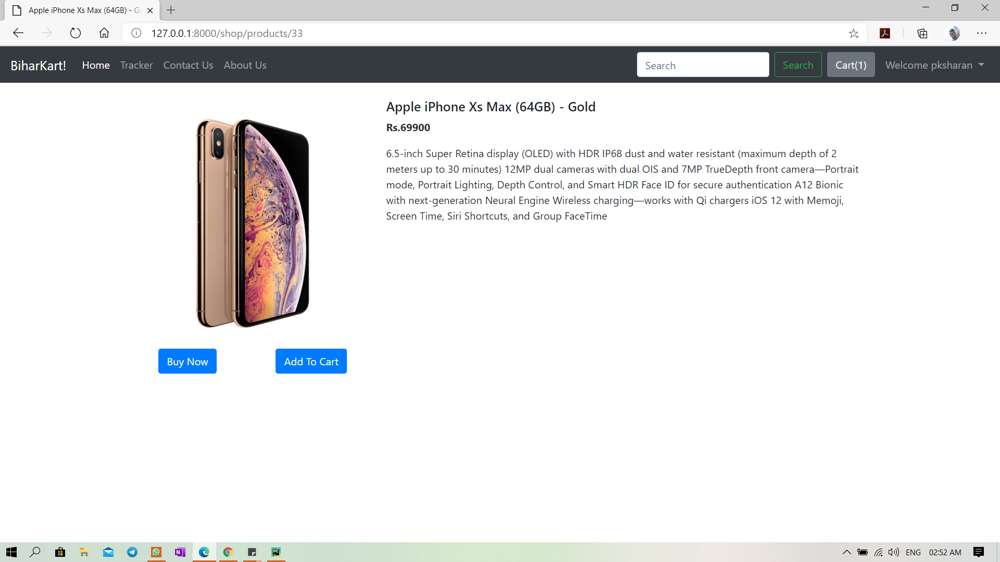 Apple iPhone Xs Max (64GB) - G
127.0.0.1:8000/shop/products/33
BiharKart! Home Tracker Contact Us About Us Search Search Cart(1) Welcome pksharan
Apple iPhone Xs Max (64GB) - Gold
Rs.69900
6.5-inch Super Retina display (OLED) with HDR IP68 dust and water resistant (maximum depth of 2
meters up to 30 minutes) 12MP dual cameras with dual OIS and 7MP TrueDepth front camera—Portrait
mode, Portrait Lighting, Depth Control, and Smart HDR Face ID for secure authentication A12 Bionic
with next-generation Neural Engine Wireless charging—works with Qi chargers iOS 12 with Memoji,
Screen Time, Siri Shortcuts, and Group FaceTime
Buy Now Add To Cart
N PC ENG 02:52 AM